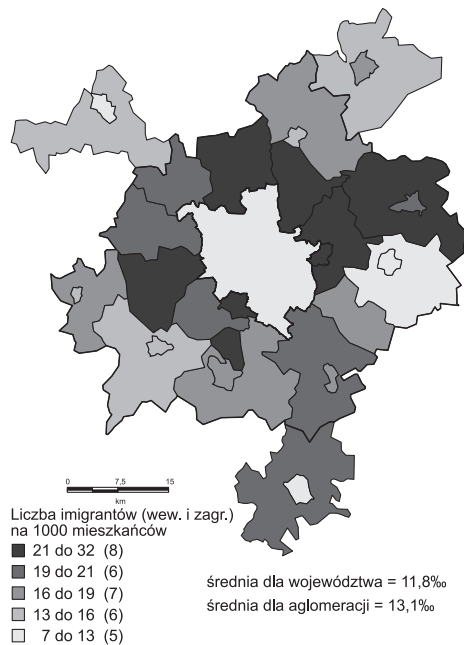 0 7,5 15
km
Liczba imigrantów (wew. i zagr.)
na 1000 mieszkańców
21 do 32 (8)
19 do 21 (6)
16 do 19 (7)
13 do 16 (6)
7 do 13 (5)
średnia dla województwa = 11,8‰
średnia dla aglomeracji = 13,1‰